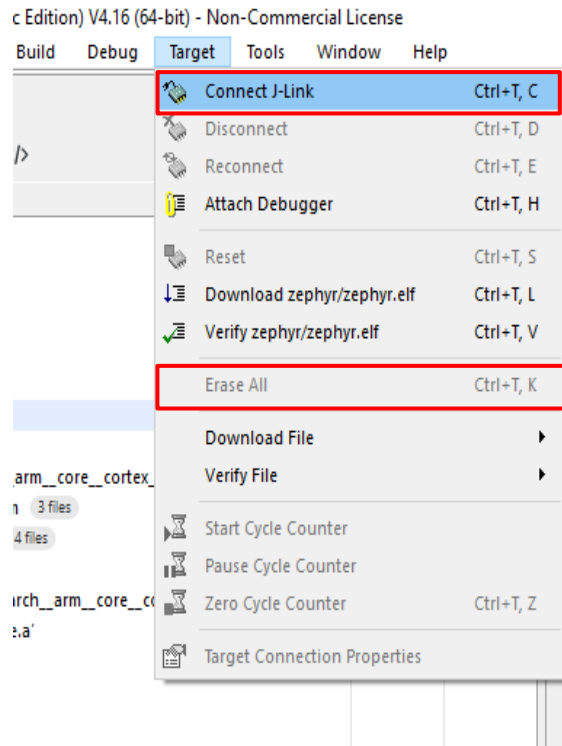 c Edition) V4.16 (64-bit) - Non-Commercial License
Build Debug Target Tools Window Help
Connect J-Link Ctrl+T, C
Disconnect Ctrl+T, D
/>
Reconnect Ctrl+T, E
Attach Debugger Ctrl+T, H
Reset Ctrl+T, S
Download zephyr/zephyr.elf Ctrl+T, L
Verify zephyr/zephyr.elf Ctrl+T, V
Erase All Ctrl+T, K
Download File
Verify File
_arm__core__cortex_
3 files
Start Cycle Counter
4 files
Pause Cycle Counter
Zero Cycle Counter Ctrl+T, Z
arch__arm__core__co
e.a'
Target Connection Properties